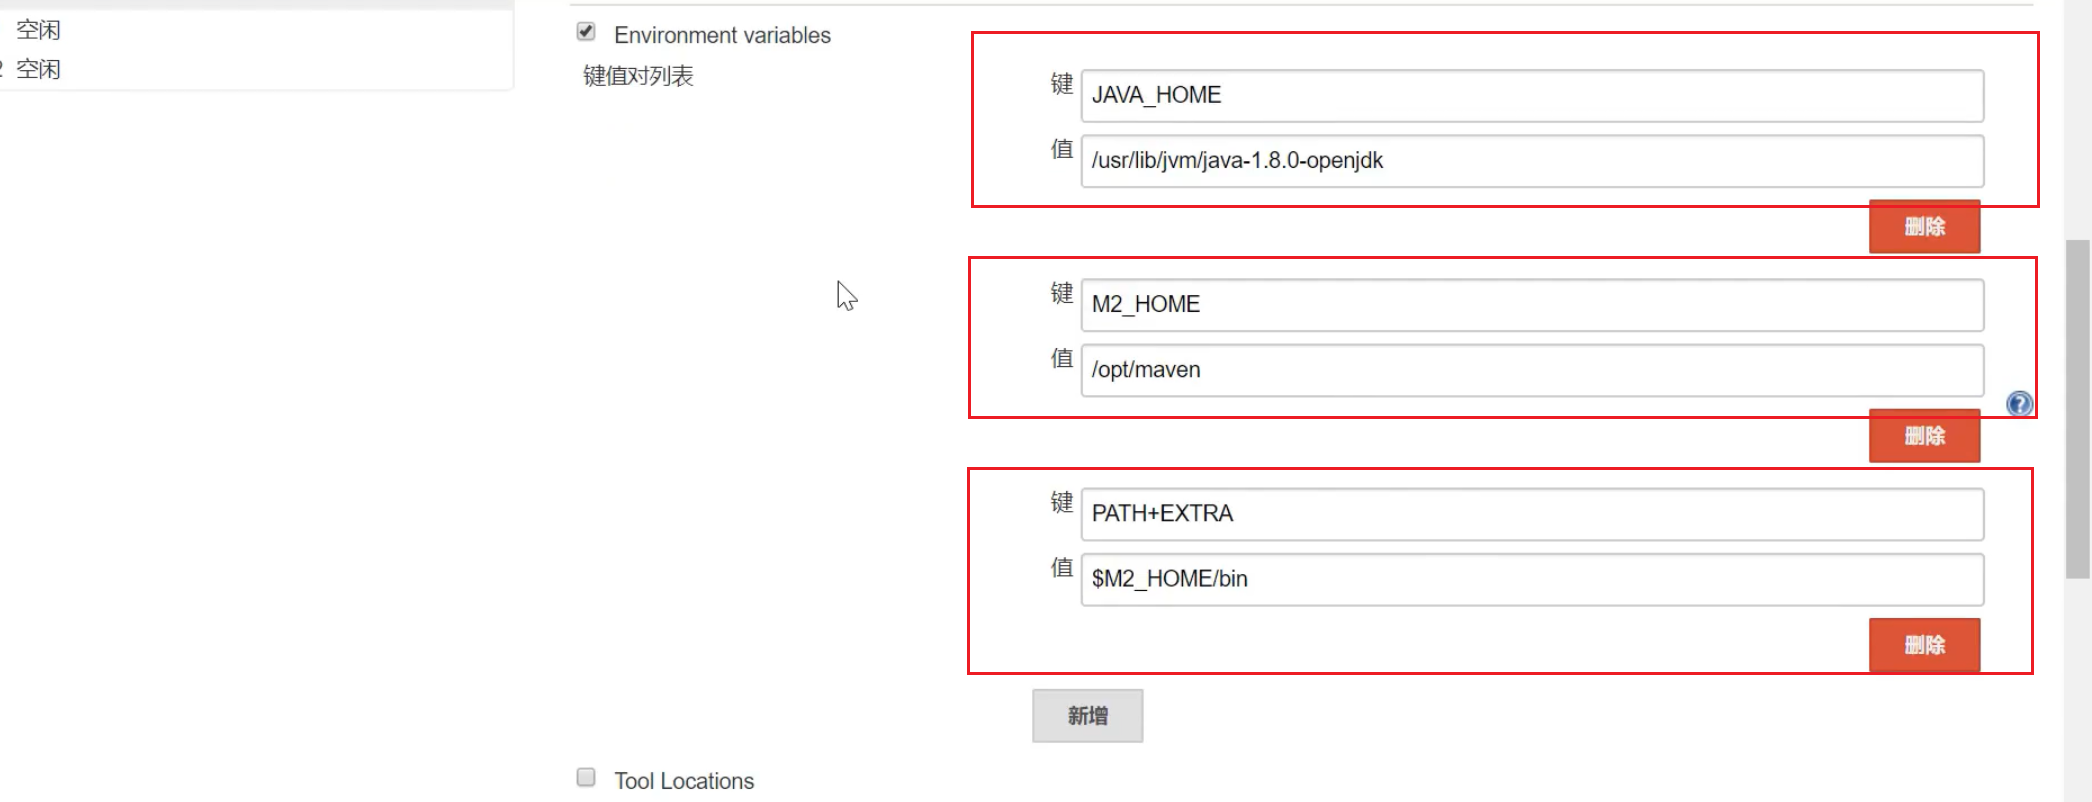 空闲
2 空闲
Environment variables
键值对列表
键 JAVA_HOME
值 /usr/lib/jvm/java-1.8.0-openjdk
删除
键 M2_HOME
值 /opt/maven
?
删除
键 PATH+EXTRA
值 $M2_HOME/bin
删除
新增
Tool Locations